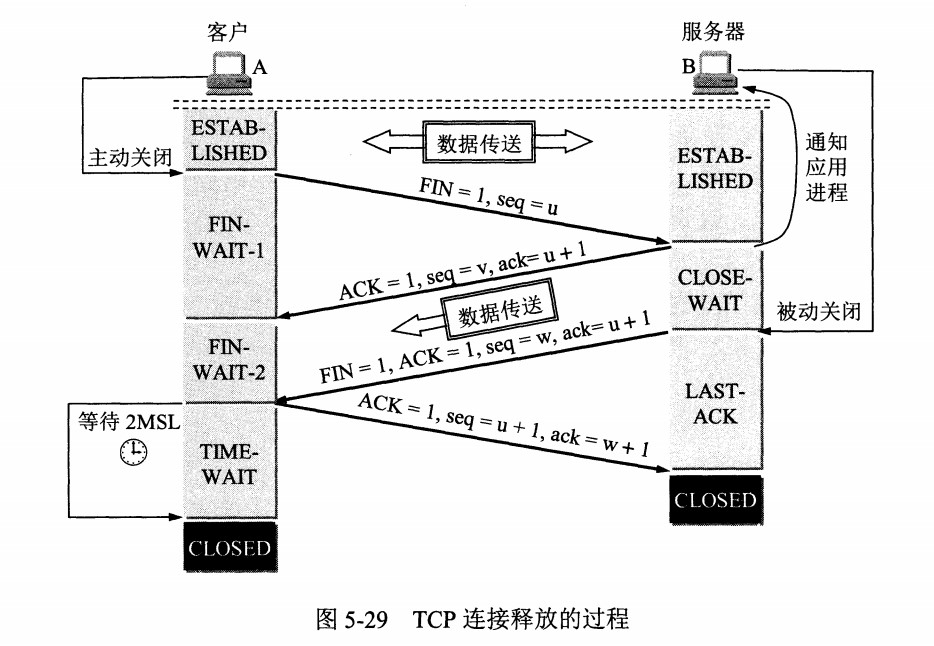 客户
服务器
A
B
ESTAB-
LISHED
数据传送
通知
应用
进程
主动关闭
ESTAB-
LISHED
FIN = 1, seq = u
FIN-
WAIT-1
ACK = 1, seq = v, ack= u + 1
CLOSE-
WAIT
数据传送
被动关闭
FIN-
WAIT-2
FIN = 1, ACK = 1, seq = w, ack= u + 1
LAST-
ACK
ACK = 1, seq = u + 1, ack = w + 1
等待 2MSL
TIME-
WAIT
CLOSED
CLOSED
图 5-29 TCP 连接释放的过程